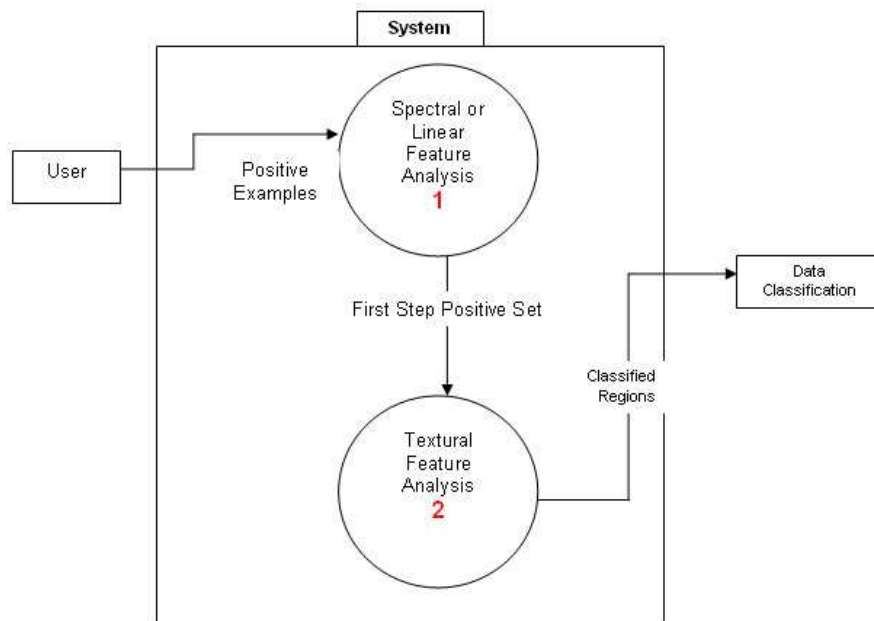 System
Spectral or
Linear
Feature
Analysis
1
User
Positive
Examples
Data
Classification
First Step Positive Set
Classified
Regions
Textural
Feature
Analysis
2